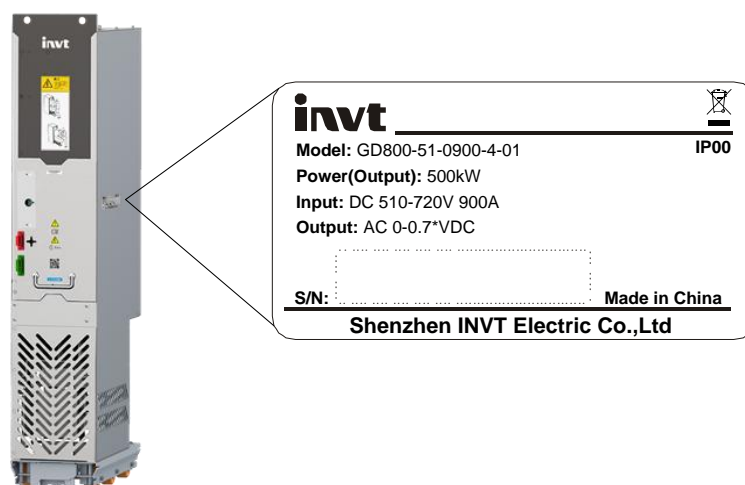 invt
invt
Model: GD800-51-0900-4-01
IP00
Power(Output): 500kW
Input: DC 510-720V 900A
Output: AC 0-0.7*VDC
S/N:
Made in China
Shenzhen INVT Electric Co.,Ltd